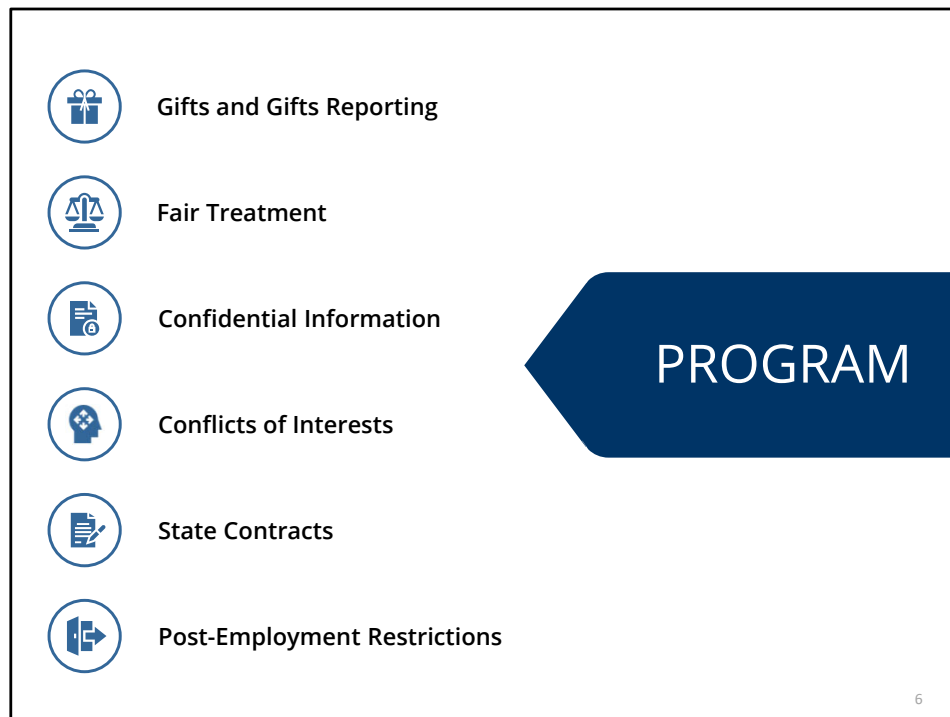 Gifts and Gifts Reporting
Fair Treatment
Confidential Information
Conflicts of Interests
State Contracts
Post-Employment Restrictions
PROGRAM
6